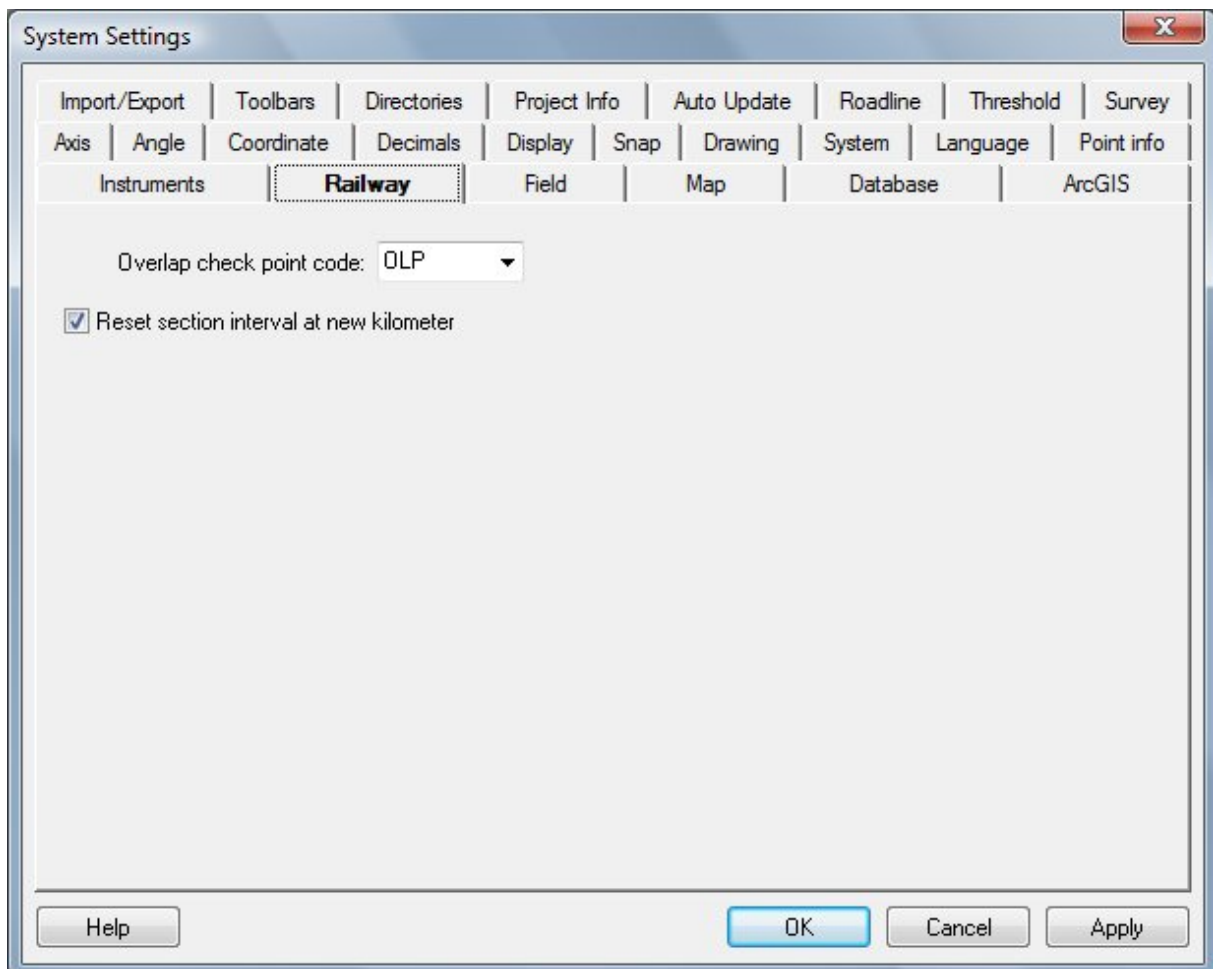 System Settings
Import/Export Toolbars Directories Project Info Auto Update Roadline Threshold Survey
Axis Angle Coordinate Decimals Display Snap Drawing System Language Point info
Instruments Railway Field Map Database ArcGIS
Overlap check point code: OLP
Reset section interval at new kilometer
Help OK Cancel Apply